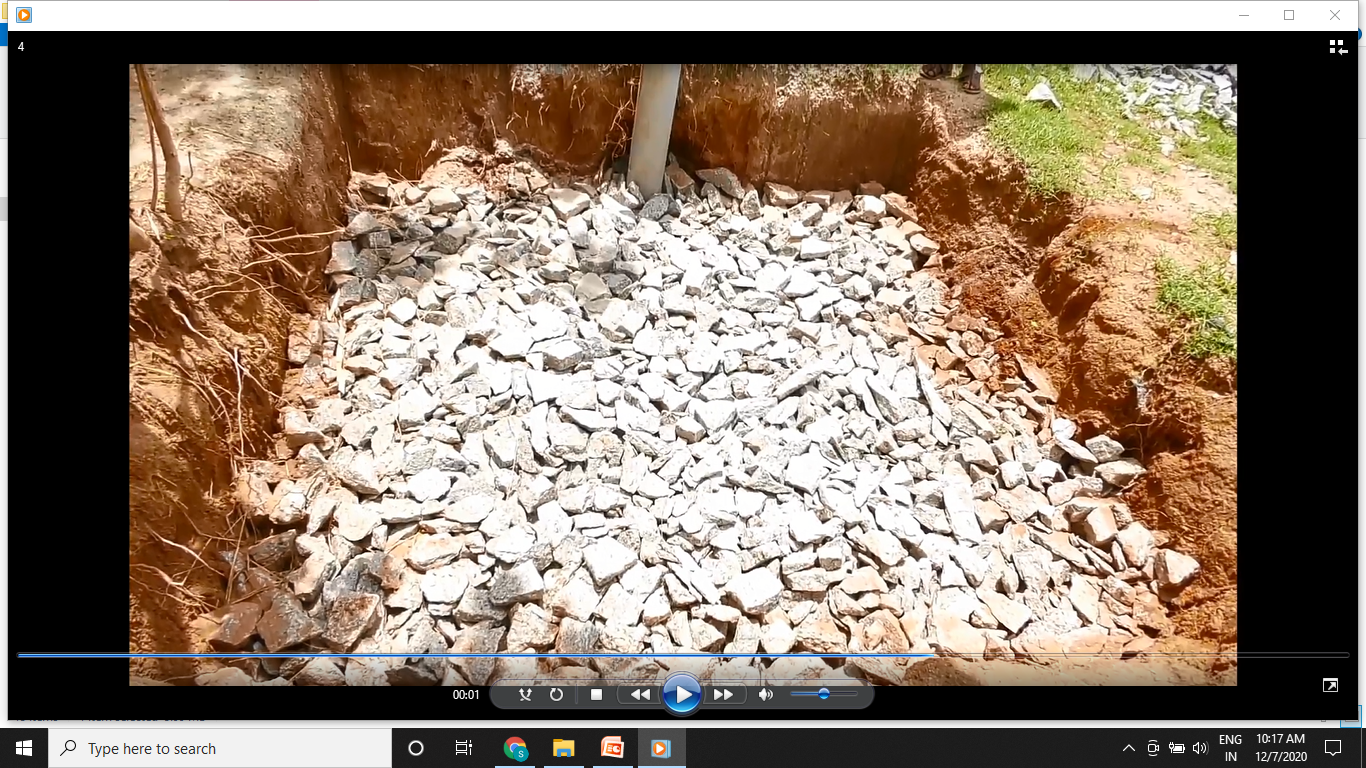 4
00:01
Type here to search
S
ENG
IN
10:17 AM
12/7/2020